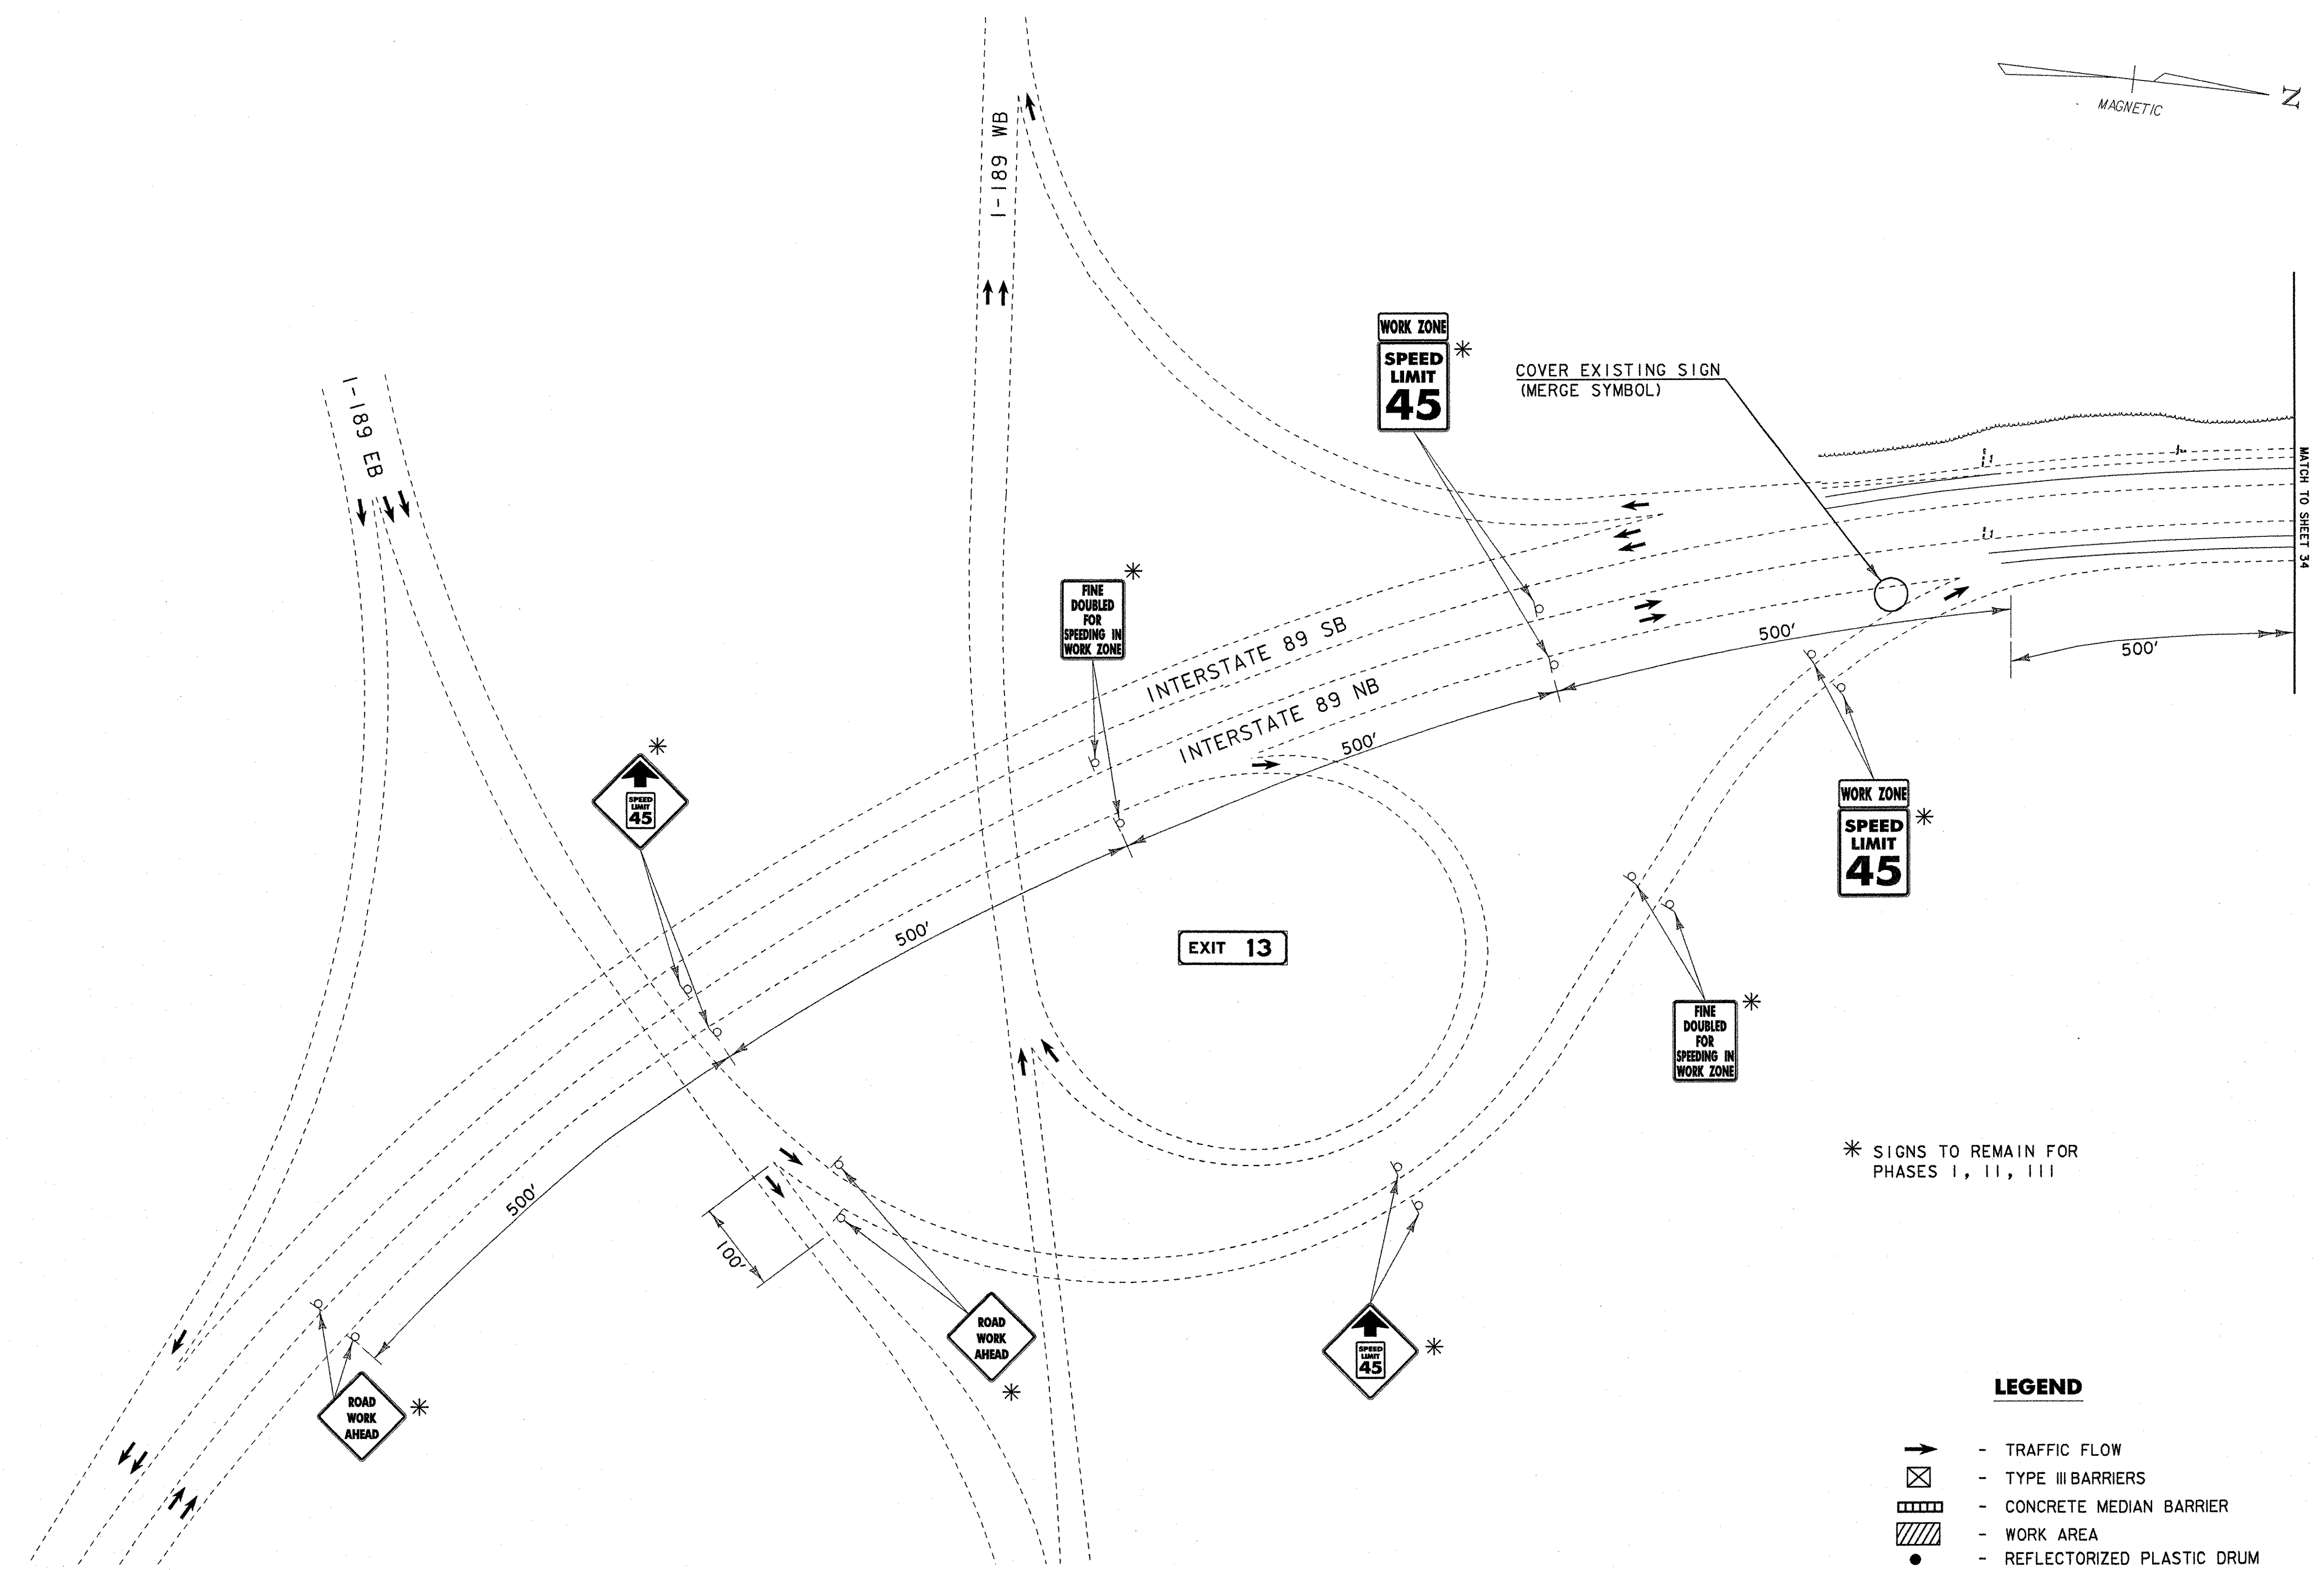 N
MAGNETIC
I-189 WB
I-189 EB
WORK ZONE
SPEED
LIMIT
45
COVER EXISTING SIGN
(MERGE SYMBOL)
MATCH TO SHEET 34
FINE
DOUBLED
FOR
SPEEDING IN
WORK ZONE
INTERSTATE 89 SB
INTERSTATE 89 NB
500'
500'
500'
500'
500'
SPEED
LIMIT
45
WORK ZONE
SPEED
LIMIT
45
EXIT 13
FINE
DOUBLED
FOR
SPEEDING IN
WORK ZONE
100'
ROAD
WORK
AHEAD
SPEED
LIMIT
45
ROAD
WORK
AHEAD
* SIGNS TO REMAIN FOR
PHASES I, II, III
LEGEND
- TRAFFIC FLOW
- TYPE III BARRIERS
- CONCRETE MEDIAN BARRIER
- WORK AREA
- REFLECTORIZED PLASTIC DRUM